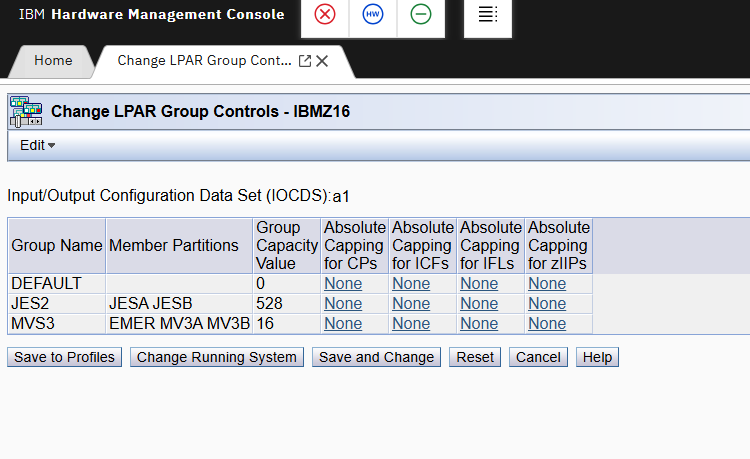 IBM Hardware Management Console
HW
Home
Change LPAR Group Cont...
Change LPAR Group Controls - IBMZ16
Edit
Input/Output Configuration Data Set (IOCDS):a1
Group Name Member Partitions Group Capacity Value Absolute Capping for CPs Absolute Capping for ICFs Absolute Capping for IFLs Absolute Capping for zIIPs
DEFAULT 0 None None None None
JES2 JESA JESB 528 None None None None
MVS3 EMER MV3A MV3B 16 None None None None
Save to Profiles Change Running System Save and Change Reset Cancel Help